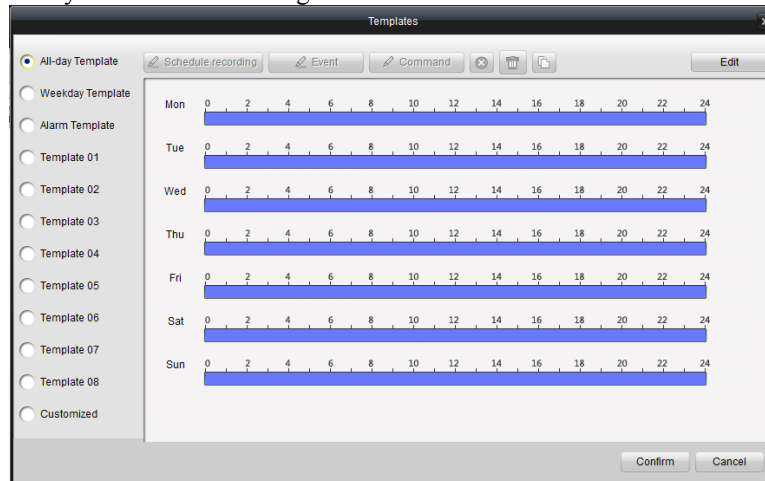 Templates
All-day Template
Schedule recording
Event
Command
Edit
Weekday Template
Alarm Template
Template 01
Template 02
Template 03
Template 04
Template 05
Template 06
Template 07
Template 08
Customized
Mon 0 2 4 6 8 10 12 14 16 18 20 22 24
Tue 0 2 4 6 8 10 12 14 16 18 20 22 24
Wed 0 2 4 6 8 10 12 14 16 18 20 22 24
Thu 0 2 4 6 8 10 12 14 16 18 20 22 24
Fri 0 2 4 6 8 10 12 14 16 18 20 22 24
Sat 0 2 4 6 8 10 12 14 16 18 20 22 24
Sun 0 2 4 6 8 10 12 14 16 18 20 22 24
Confirm Cancel